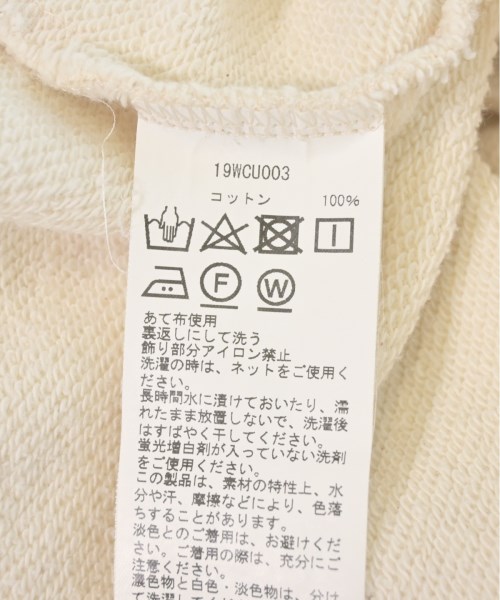 19WCU003
コットン 100%
F W
あて布使用
裏返しにして洗う
飾り部分アイロン禁止
洗濯の時は、ネットをご使用く
ださい。
長時間水に漬けておいたり、濡
れたまま放置しないで、洗濯後
はすばやく干してください。
蛍光増白剤が入っていない洗剤
をご使用ください。
この製品は、素材の特性上、水
分や汗、摩擦などにより、色落
ちすることがあります。
淡色とのご着用は、お避けくだ
さい。ご着用の際は、充分にご
注意ください。
濃色物と白色・淡色物は、分け
て洗濯してください